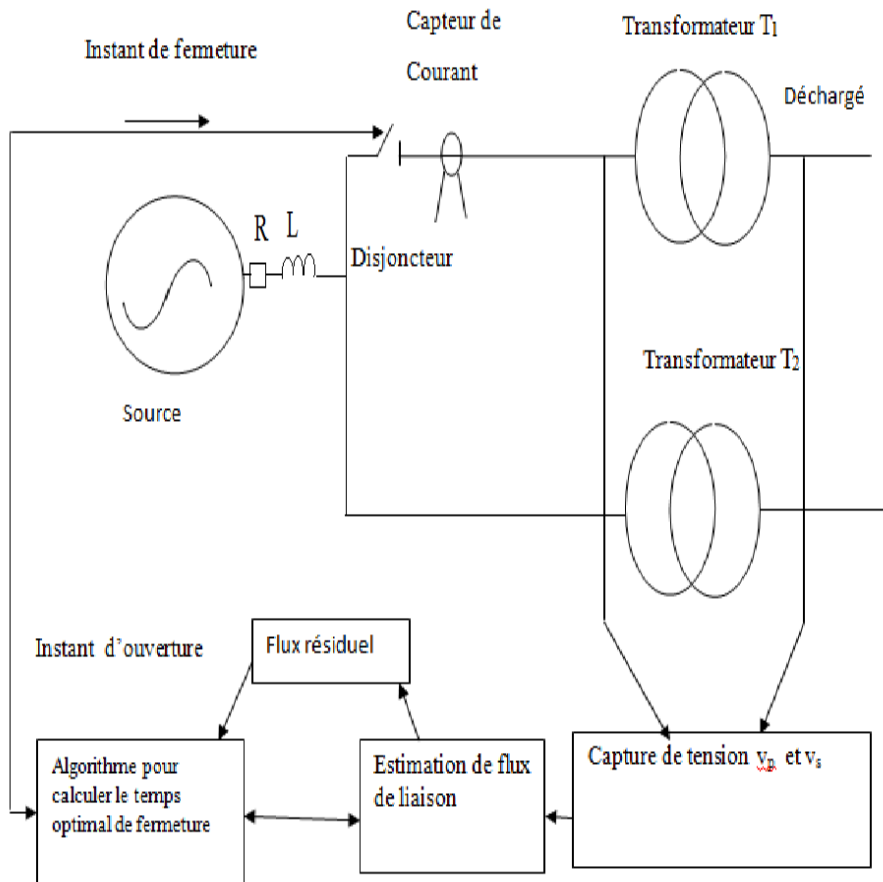 Instant de fermeture
Capteur de
Courant
Transformateur T₁
Déchargé
R L
Disjoncteur
Source
Transformateur T₂
Instant d'ouverture
Flux résiduel
Algorithme pour
calculer le temps
optimal de fermeture
Estimation de flux
de liaison
Capture de tension vₚ et vₛ